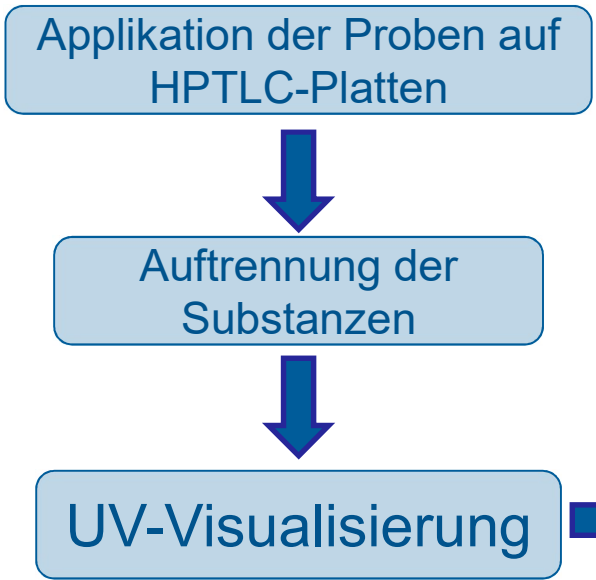 Applikation der Proben auf
HPTLC-Platten
Auftrennung der
Substanzen
UV-Visualisierung